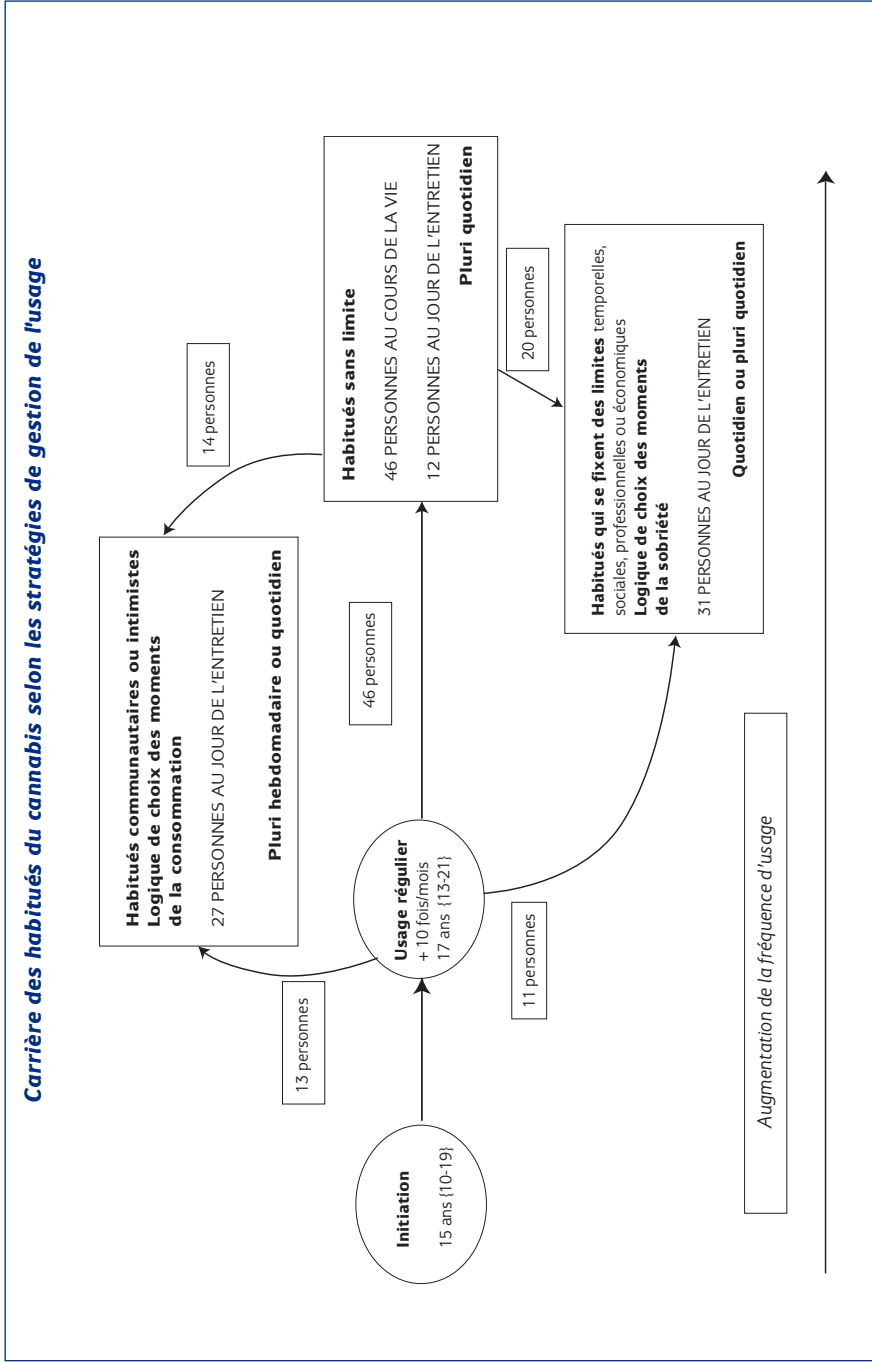 Carrière des habitués du cannabis selon les stratégies de gestion de l'usage
Initiation
15 ans {10-19}
Usage régulier
+ 10 fois/mois
17 ans {13-21}
13 personnes
46 personnes
11 personnes
Habitués communautaires ou intimistes
Logique de choix des moments
de la consommation
27 PERSONNES AU JOUR DE L'ENTRETIEN
Pluri hebdomadaire ou quotidien
14 personnes
Habitués sans limite
46 PERSONNES AU COURS DE LA VIE
12 PERSONNES AU JOUR DE L'ENTRETIEN
Pluri quotidien
20 personnes
Habitués qui se fixent des limites temporelles,
sociales, professionnelles ou économiques
Logique de choix des moments
de la sobriété
31 PERSONNES AU JOUR DE L'ENTRETIEN
Quotidien ou pluri quotidien
Augmentation de la fréquence d'usage